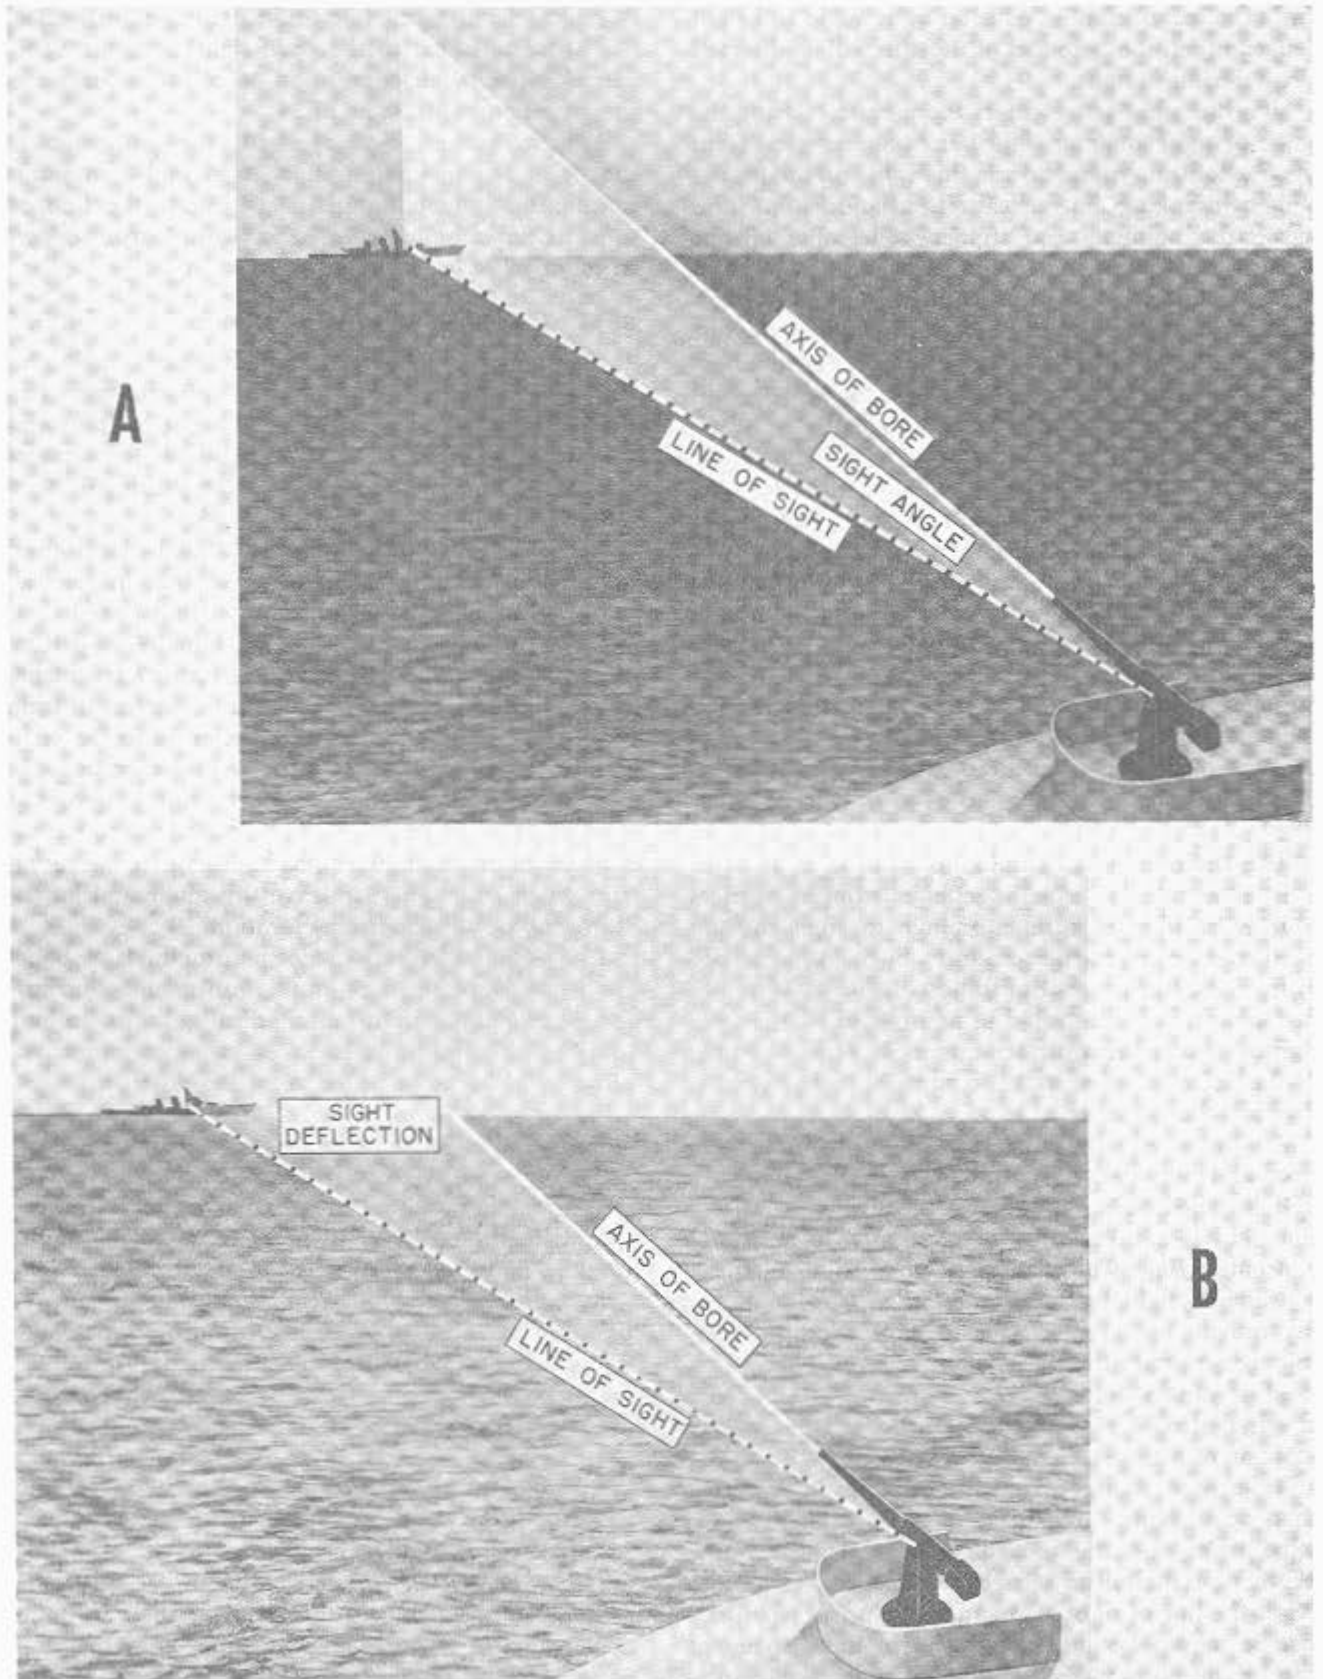 A
AXIS OF BORE
SIGHT ANGLE
LINE OF SIGHT
SIGHT
DEFLECTION
AXIS OF BORE
LINE OF SIGHT
B